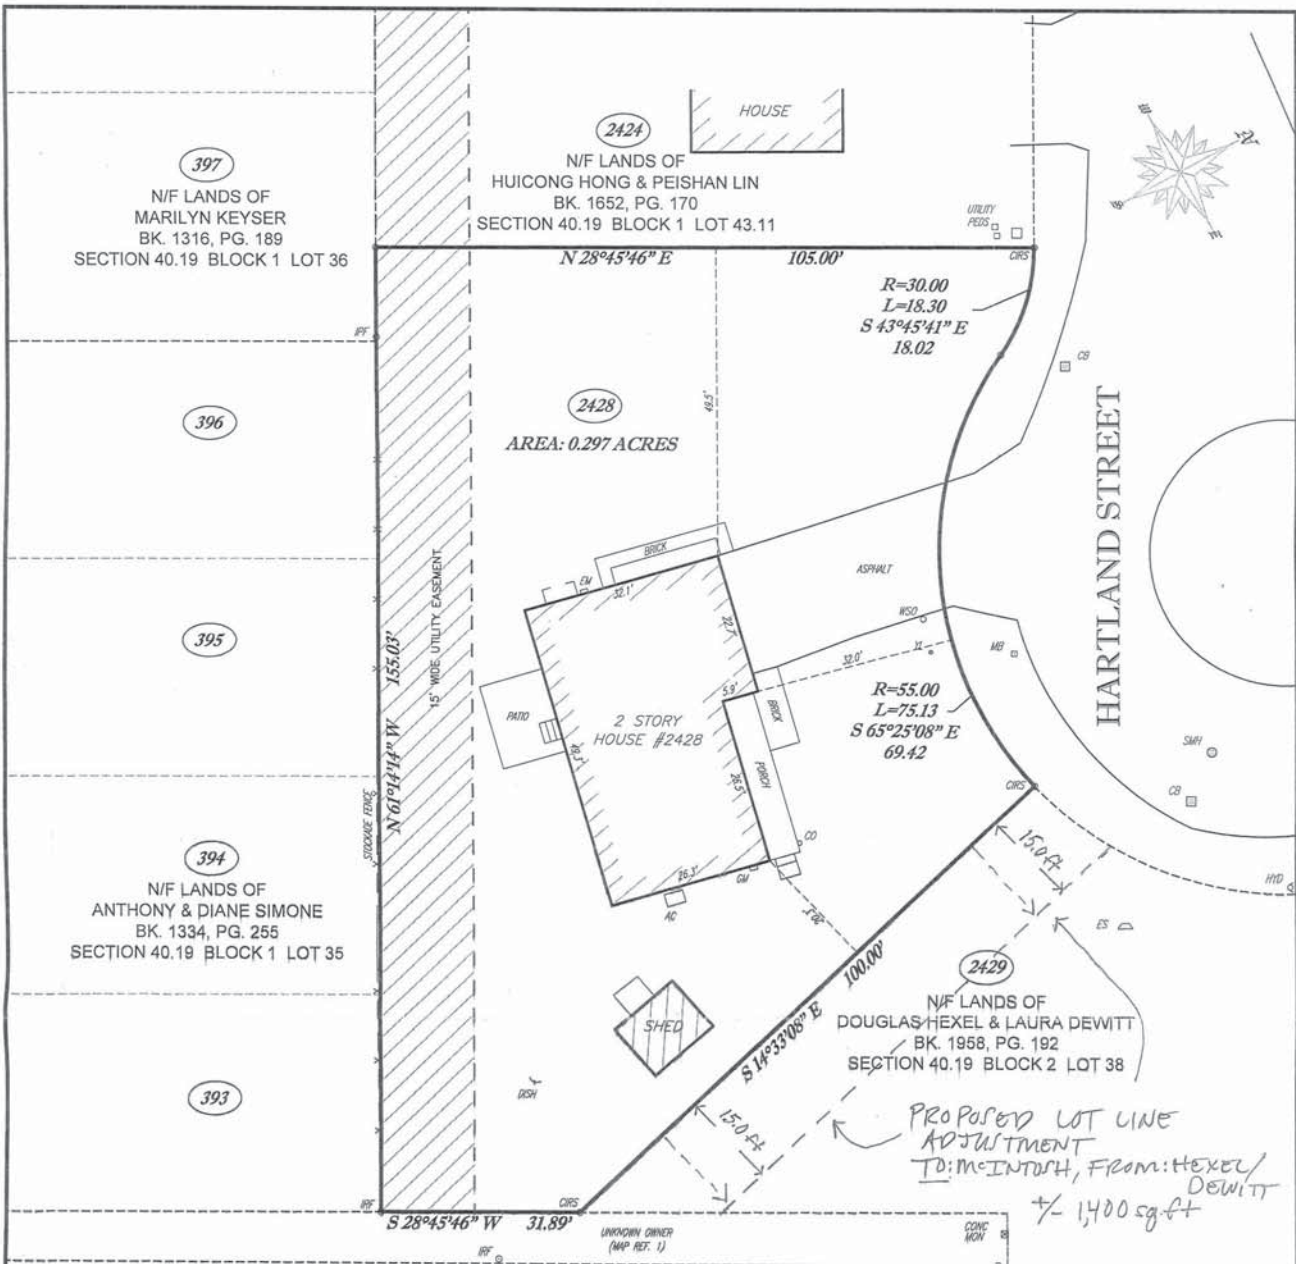 HOUSE
2424
N/F LANDS OF
HUICONG HONG & PEISHAN LIN
BK. 1652, PG. 170
SECTION 40.19 BLOCK 1 LOT 43.11
397
N/F LANDS OF
MARILYN KEYSER
BK. 1316, PG. 189
SECTION 40.19 BLOCK 1 LOT 36
N
E
S
UTILITY
PEDS
CIRS
N 28°45'46" E 105.00'
R=30.00
L=18.30
S 43°45'41" E
18.02
IPF
CB
396
2428
AREA: 0.297 ACRES
49.5'
HARTLAND STREET
BRICK
EM
32.1'
ASPHALT
22.7'
WSO
YL
MB
32.0'
395
15' WIDE UTILITY EASEMENT
N 61°14'14" W 155.03'
STOCKADE FENCE
PATIO
5.9'
BRICK
2 STORY
HOUSE #2428
49.3'
26.5'
PORCH
R=55.00
L=75.13
S 65°25'08" E
69.42
SMH
CB
CIRS
CO
26.3'
GM
AC
20.5'
15.0 ft
HYD
ES
394
N/F LANDS OF
ANTHONY & DIANE SIMONE
BK. 1334, PG. 255
SECTION 40.19 BLOCK 1 LOT 35
S 14°33'08" E 100.00'
2429
N/F LANDS OF
DOUGLAS HEXEL & LAURA DEWITT
BK. 1958, PG. 192
SECTION 40.19 BLOCK 2 LOT 38
SHED
DISH
393
15.0 ft
PROPOSED LOT LINE
ADJUSTMENT
TO: McINTOSH, FROM: HEXEL/
DEWITT
+/- 1,400 sq.ft
IRF
CIRS
S 28°45'46" W 31.89'
UNKNOWN OWNER
(MAP REF. 1)
IRF
CONC
MON